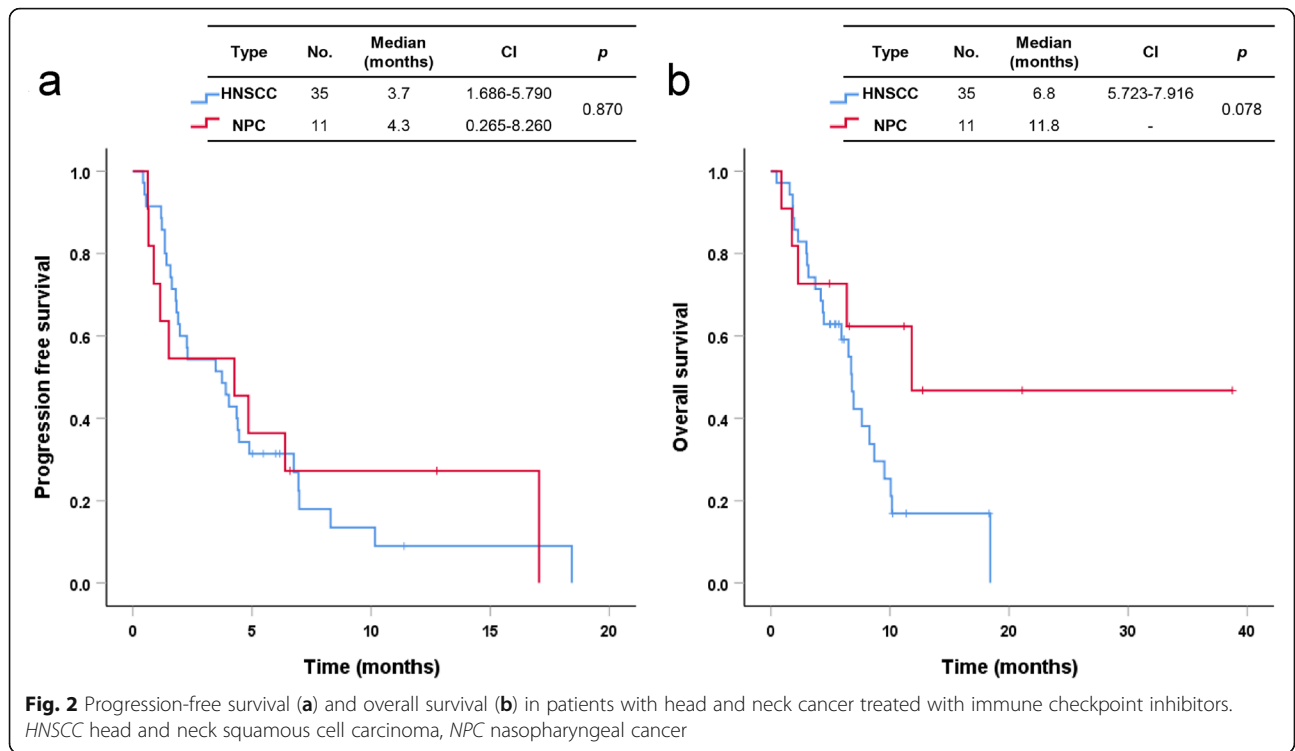 a
Type No. Median (months) CI p
HNSCC 35 3.7 1.686-5.790 0.870
NPC 11 4.3 0.265-8.260
Progression free survival
1.0
0.8
0.6
0.4
0.2
0.0
0 5 10 15 20
Time (months)
b
Type No. Median (months) CI p
HNSCC 35 6.8 5.723-7.916 0.078
NPC 11 11.8 -
Overall survival
1.0
0.8
0.6
0.4
0.2
0.0
0 10 20 30 40
Time (months)
Fig. 2 Progression-free survival (a) and overall survival (b) in patients with head and neck cancer treated with immune checkpoint inhibitors.
HNSCC head and neck squamous cell carcinoma, NPC nasopharyngeal cancer